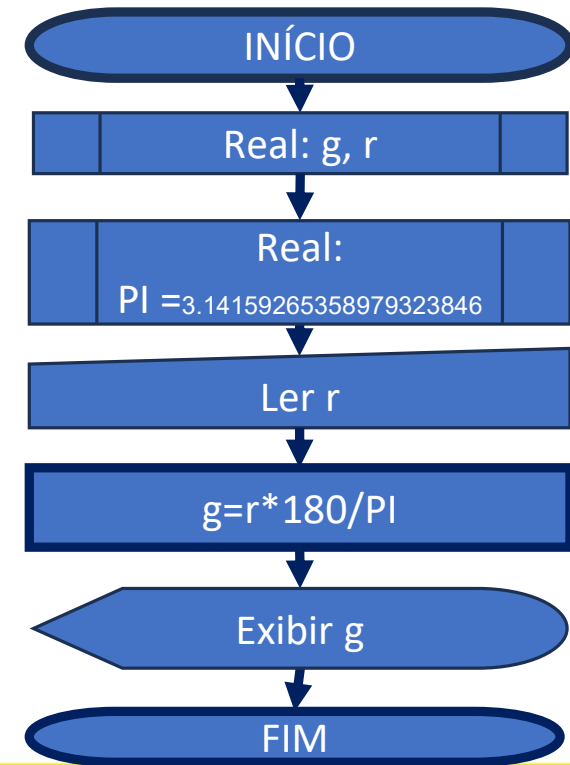 INÍCIO
Real: g, r
Real:
PI =3.14159265358979323846
Ler r
g=r*180/PI
Exibir g
FIM